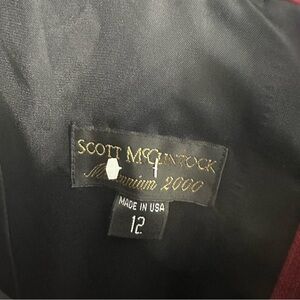 SCOTT McCLINTOCK
Millennium 2000
MADE IN USA
12